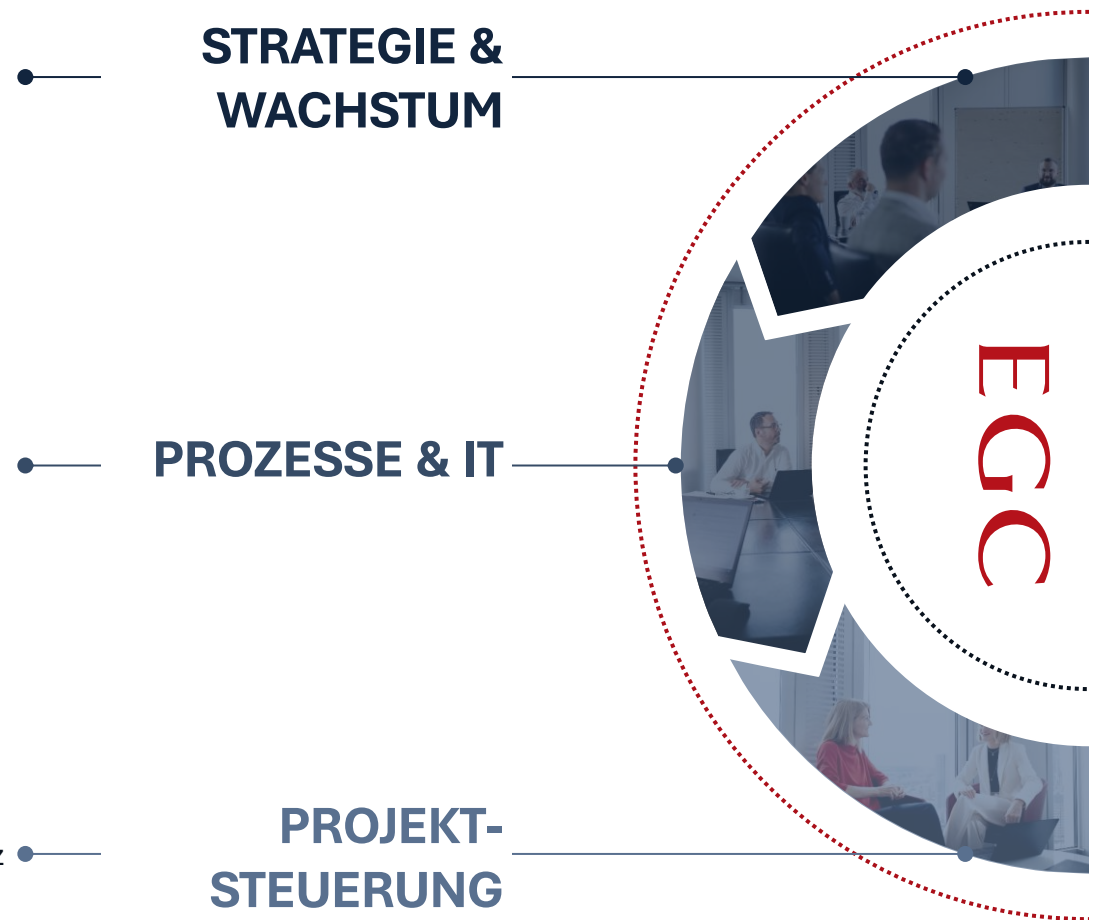 STRATEGIE &
WACHSTUM
EGC
PROZESSE & IT
PROJEKT-
z
STEUERUNG